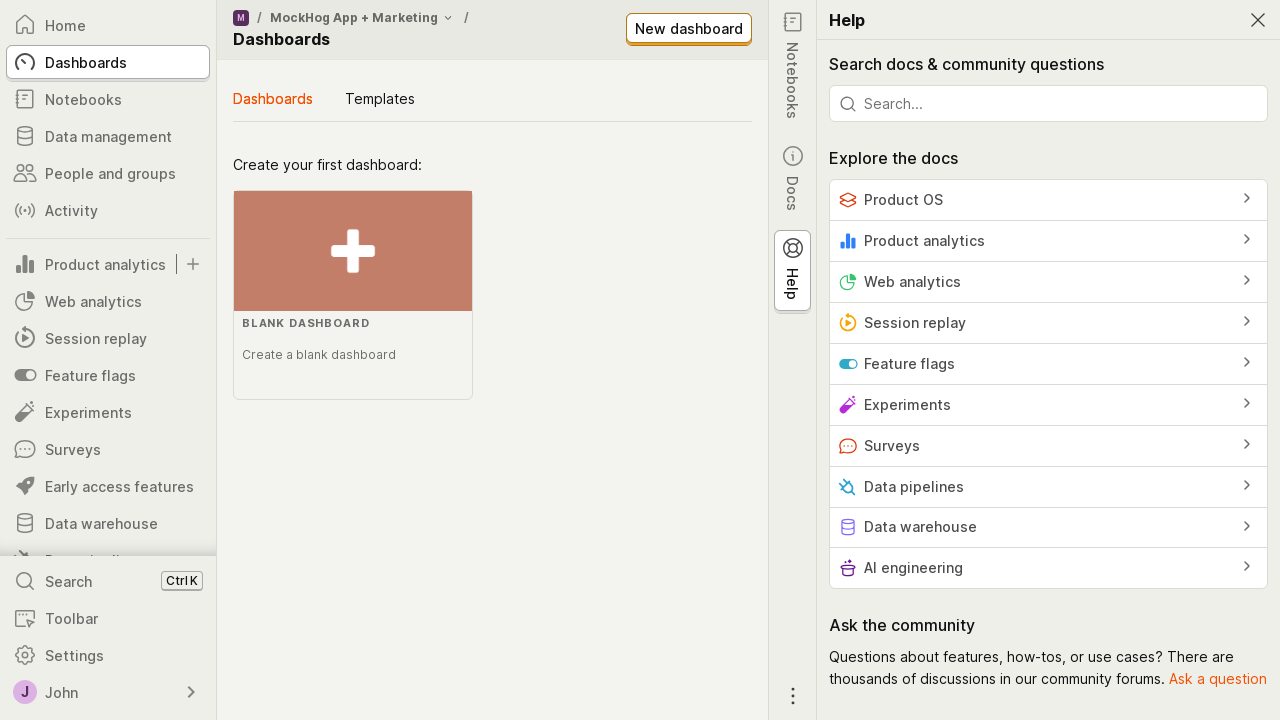 Home
Dashboards
Notebooks
Data management
People and groups
Activity
Product analytics
Web analytics
Session replay
Feature flags
Experiments
Surveys
Early access features
Data warehouse
Search Ctrl K
Toolbar
Settings
J John
M / MockHog App + Marketing /
Dashboards
New dashboard
Dashboards Templates
Create your first dashboard:
BLANK DASHBOARD
Create a blank dashboard
Notebooks
Docs
Help
Help
Search docs & community questions
Search...
Explore the docs
Product OS
Product analytics
Web analytics
Session replay
Feature flags
Experiments
Surveys
Data pipelines
Data warehouse
AI engineering
Ask the community
Questions about features, how-tos, or use cases? There are
thousands of discussions in our community forums. Ask a question